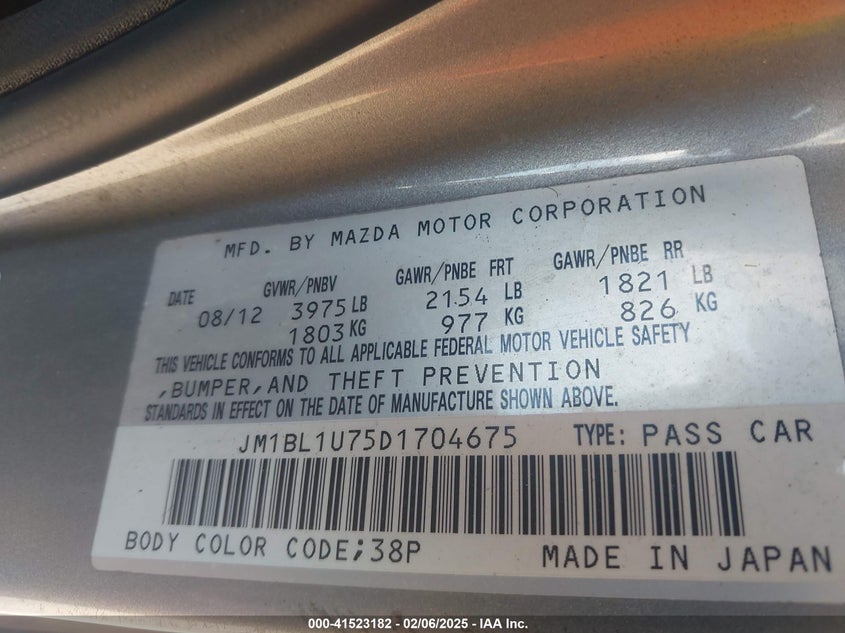 MFD. BY MAZDA MOTOR CORPORATION
DATE GVWR/PNBV GAWR/PNBE FRT GAWR/PNBE RR
08/12 3975 LB 2154 LB 1821 LB
1803 KG 977 KG 826 KG
THIS VEHICLE CONFORMS TO ALL APPLICABLE FEDERAL MOTOR VEHICLE SAFETY
,BUMPER,AND THEFT PREVENTION
STANDARDS IN EFFECT ON THE DATE OF MANUFACTURE SHOWN ABOVE.
JM1BL1U75D1704675 TYPE: PASS CAR
BODY COLOR CODE;38P MADE IN JAPAN
000-41523182 - 02/06/2025 - IAA Inc.